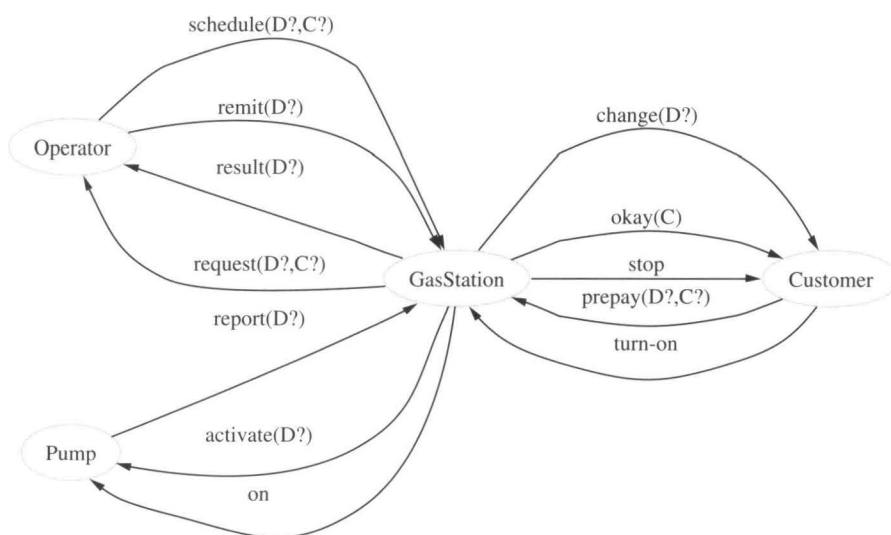 schedule(D?,C?)
remit(D?)
Operator
result(D?)
request(D?,C?)
report(D?)
GasStation
change(D?)
okay(C)
stop
prepay(D?,C?)
turn-on
Customer
Pump
activate(D?)
on